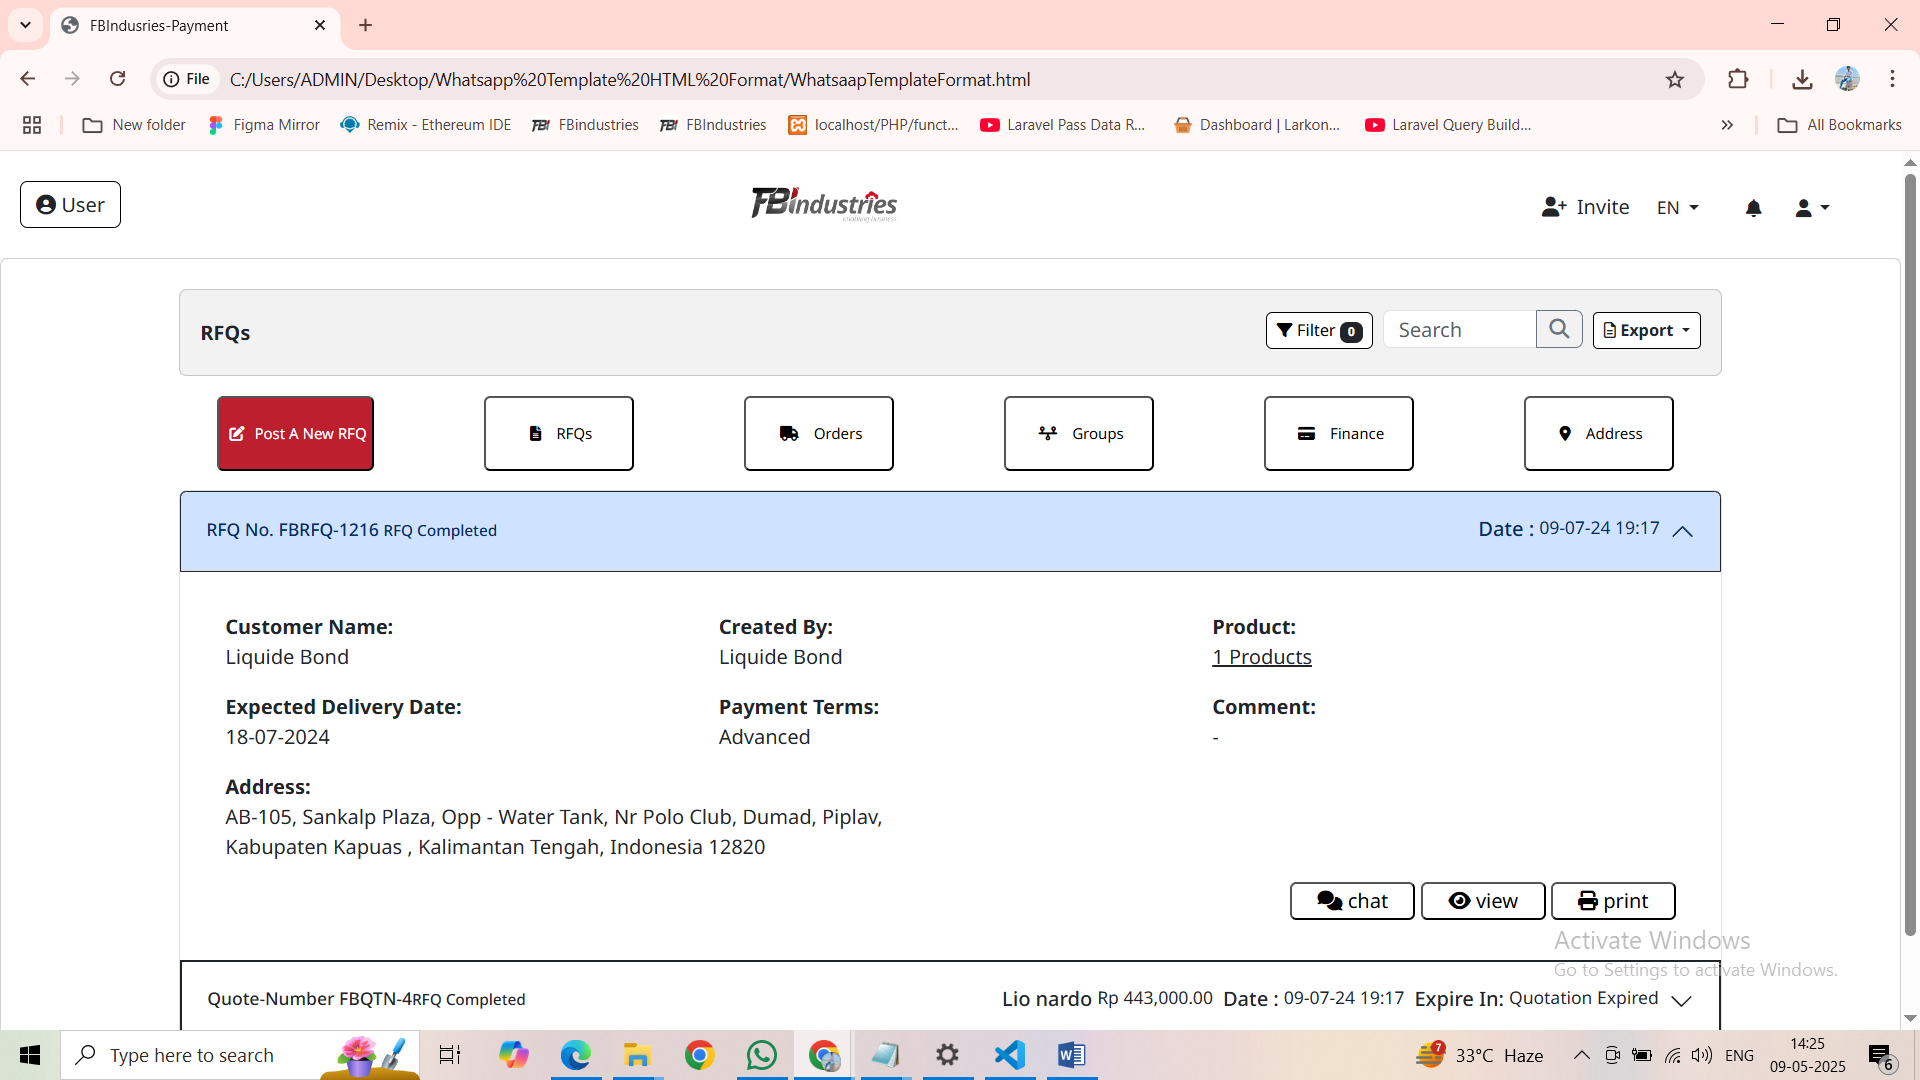 FBIndusries-Payment
File
C:/Users/ADMIN/Desktop/Whatsapp%20Template%20HTML%20Format/WhatsaapTemplateFormat.html
New folder
Figma Mirror
Remix - Ethereum IDE
FBindustries
FBIndustries
localhost/PHP/funct...
Laravel Pass Data R...
Dashboard | Larkon...
Laravel Query Build...
All Bookmarks
User
FBIndustries
enabling business
Invite
EN
RFQs
Filter 0
Search
Export
Post A New RFQ
RFQs
Orders
Groups
Finance
Address
RFQ No. FBRFQ-1216 RFQ Completed
Date : 09-07-24 19:17
Customer Name:
Liquide Bond
Created By:
Liquide Bond
Product:
1 Products
Expected Delivery Date:
18-07-2024
Payment Terms:
Advanced
Comment:
-
Address:
AB-105, Sankalp Plaza, Opp - Water Tank, Nr Polo Club, Dumad, Piplav,
Kabupaten Kapuas , Kalimantan Tengah, Indonesia 12820
chat
view
print
Activate Windows
Go to Settings to activate Windows.
Quote-Number FBQTN-4RFQ Completed
Lio nardo Rp 443,000.00 Date : 09-07-24 19:17 Expire In: Quotation Expired
Type here to search
7
33°C Haze
ENG
14:25
09-05-2025
6